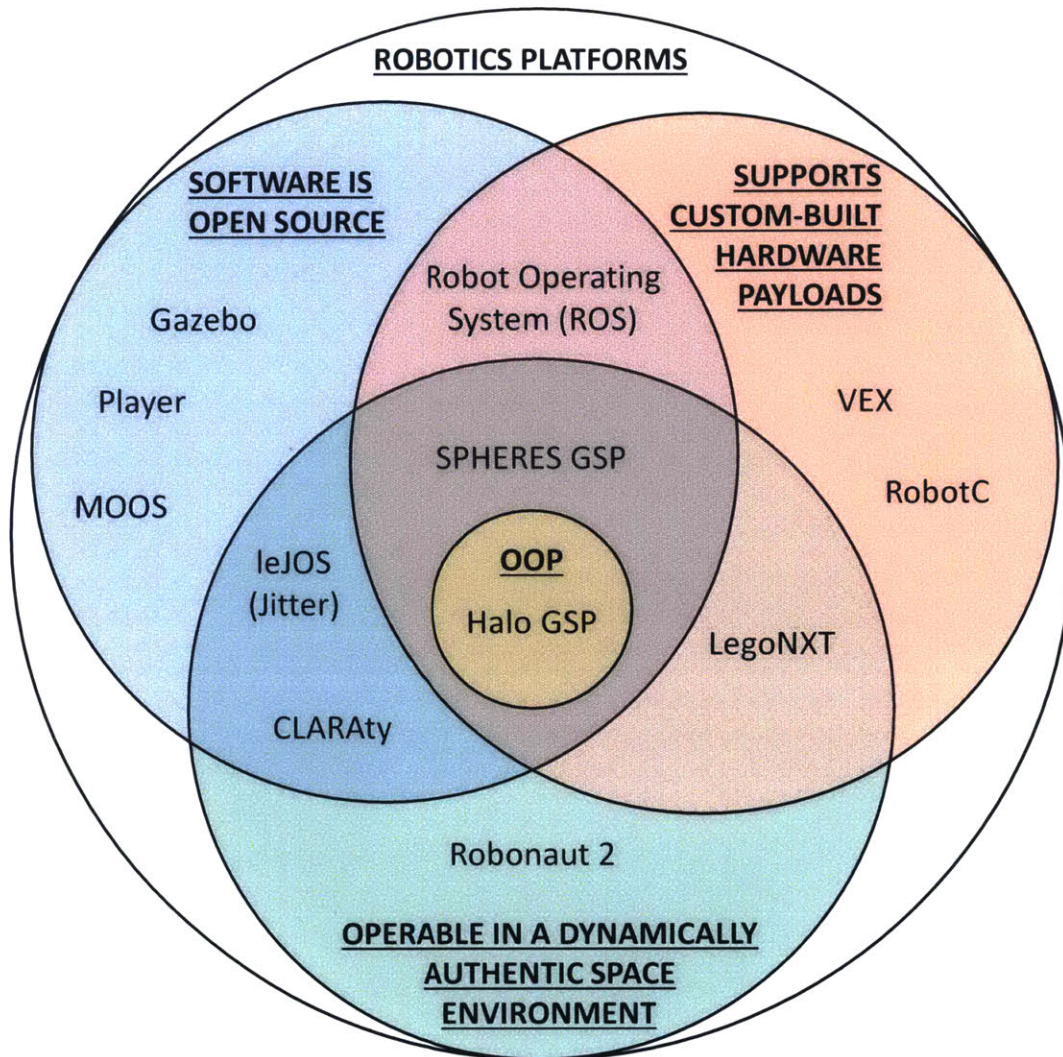 ROBOTICS PLATFORMS
SOFTWARE IS
OPEN SOURCE
SUPPORTS
CUSTOM-BUILT
HARDWARE
PAYLOADS
Robot Operating
System (ROS)
Gazebo
Player
MOOS
VEX
RobotC
SPHERES GSP
leJOS
(Jitter)
OOP
Halo GSP
LegoNXT
CLARAty
Robonaut 2
OPERABLE IN A DYNAMICALLY
AUTHENTIC SPACE
ENVIRONMENT